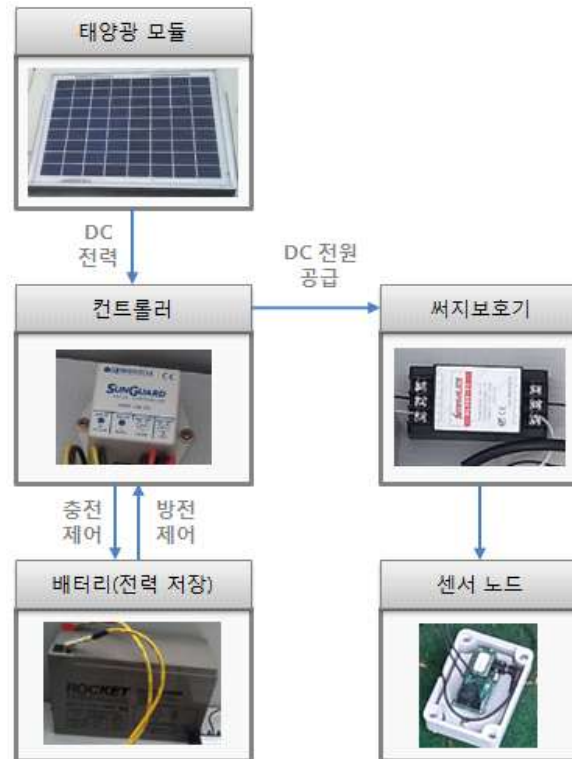 태양광 모듈
DC
전력
DC 전원
공급
컨트롤러
써지보호기
SUNGUARD
충전
제어
방전
제어
배터리(전력 저장)
센서 노드
ROCKET